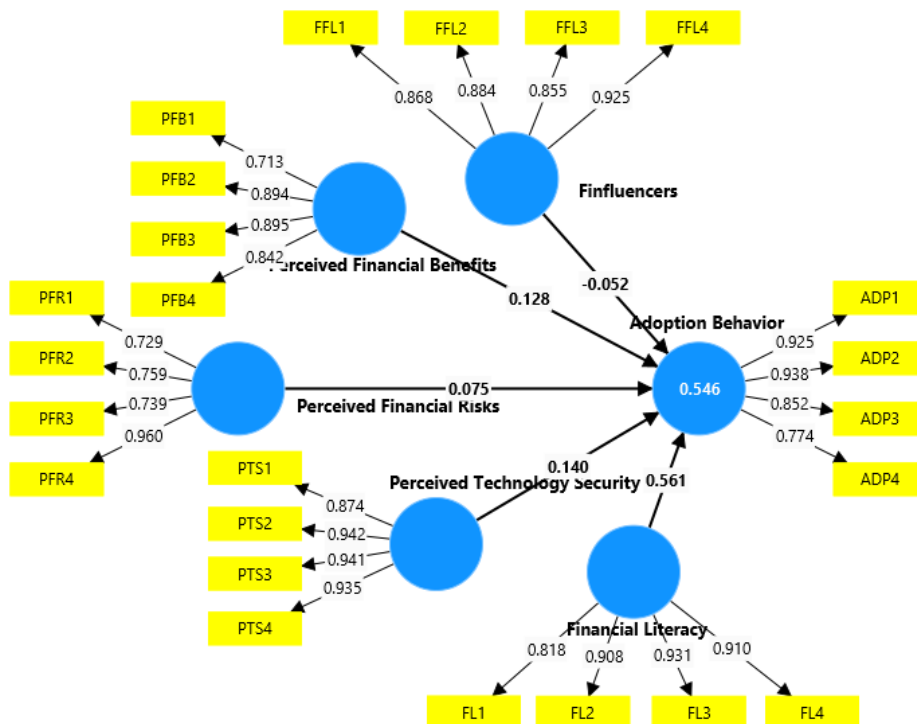 FFL1 FFL2 FFL3 FFL4
0.868 0.884 0.855 0.925
Finfluencers
PFB1
PFB2
PFB3
PFB4
0.713
0.894
0.895
0.842
Perceived Financial Benefits
-0.052
0.128
PFR1
PFR2
PFR3
PFR4
0.729
0.759
0.739
0.960
Perceived Financial Risks
0.075
Adoption Behavior
0.546
0.925
0.938
0.852
0.774
ADP1
ADP2
ADP3
ADP4
PTS1
PTS2
PTS3
PTS4
0.874
0.942
0.941
0.935
Perceived Technology Security
0.140
0.561
Financial Literacy
0.818 0.908 0.931 0.910
FL1 FL2 FL3 FL4